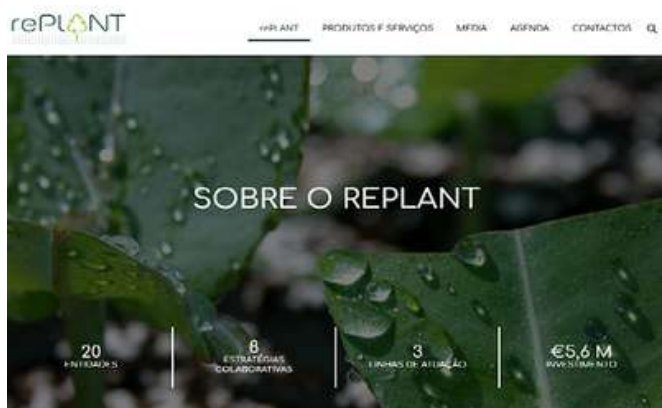 rePLANT
rePLANT PRODUTOS E SERVIÇOS MEDIA AGENDA CONTACTOS
SOBRE O REPLANT
20
ENTIDADES
8
ESTRATÉGIAS
COLABORATIVAS
3
LINHAS DE ATUAÇÃO
€5,6 M
INVESTIMENTO